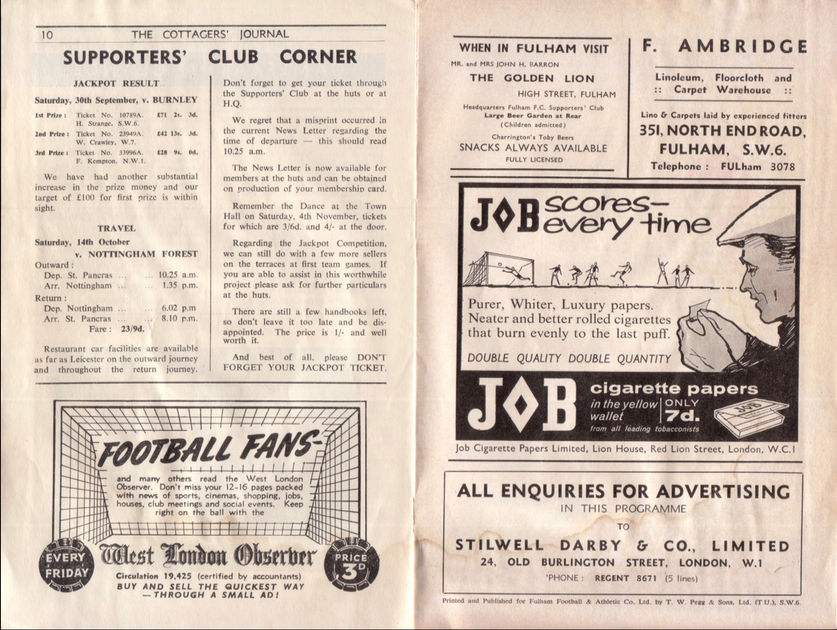 10 THE COTTAGERS' JOURNAL
SUPPORTERS' CLUB CORNER
JACKPOT RESULT
Saturday, 30th September, v. BURNLEY
1st Prize : Ticket No. 10789A. £71 2s. 3d.
H. Strange, S.W.6.
2nd Prize : Ticket No. 23949A. £42 13s. 3d.
W. Crawley, W.7.
3rd Prize : Ticket No. 33996A. £28 9s. 0d.
F. Kempton, N.W.1.
We have had another substantial
increase in the prize money and our
target of £100 for first prize is within
sight.
TRAVEL
Saturday, 14th October
v. NOTTINGHAM FOREST
Outward :
Dep. St. Pancras ... ... 10.25 a.m.
Arr. Nottingham ... ... 1.35 p.m.
Return :
Dep. Nottingham ... ... 6.02 p.m
Arr. St. Pancras ... ... 8.10 p.m.
Fare : 23/9d.
Restaurant car facilities are available
as far as Leicester on the outward journey
and throughout the return journey.
Don't forget to get your ticket through
the Supporters' Club at the huts or at
H.Q.
We regret that a misprint occurred in
the current News Letter regarding the
time of departure — this should read
10.25 a.m.
The News Letter is now available for
members at the huts and can be obtained
on production of your membership card.
Remember the Dance at the Town
Hall on Saturday, 4th November, tickets
for which are 3/6d. and 4/- at the door.
Regarding the Jackpot Competition,
we can still do with a few more sellers
on the terraces at first team games. If
you are able to assist in this worthwhile
project please ask for further particulars
at the huts.
There are still a few handbooks left,
so don't leave it too late and be dis-
appointed. The price is 1/- and well
worth it.
And best of all, please DON'T
FORGET YOUR JACKPOT TICKET.
FOOTBALL FANS-
and many others read the West London
Observer. Don't miss your 12-16 pages packed
with news of sports, cinemas, shopping, jobs,
houses, club meetings and social events. Keep
right on the ball with the
EVERY FRIDAY
West London Observer
PRICE 3D
Circulation 19,425 (certified by accountants)
BUY AND SELL THE QUICKEST WAY
—THROUGH A SMALL AD!
WHEN IN FULHAM VISIT
MR. and MRS JOHN H. BARRON
THE GOLDEN LION
HIGH STREET, FULHAM
Headquarters Fulham F.C. Supporters' Club
Large Beer Garden at Rear
(Children admitted)
Charrington's Toby Beers
SNACKS ALWAYS AVAILABLE
FULLY LICENSED
F. AMBRIDGE
Linoleum, Floorcloth and
:: Carpet Warehouse ::
Lino & Carpets laid by experienced fitters
351, NORTH END ROAD,
FULHAM, S.W.6.
Telephone : FULham 3078
JOB scores—
every time
Purer, Whiter, Luxury papers.
Neater and better rolled cigarettes
that burn evenly to the last puff.
DOUBLE QUALITY DOUBLE QUANTITY
JOB
cigarette papers
in the yellow wallet
ONLY 7d.
from all leading tobacconists
JOB
Job Cigarette Papers Limited, Lion House, Red Lion Street, London, W.C.1
ALL ENQUIRIES FOR ADVERTISING
IN THIS PROGRAMME
TO
STILWELL DARBY & CO., LIMITED
24, OLD BURLINGTON STREET, LONDON, W.1
'PHONE : REGENT 8671 (5 lines)
Printed and Published for Fulham Football & Athletic Co. Ltd. by T. W. Pegg & Sons, Ltd. (T.U.), S.W.6.